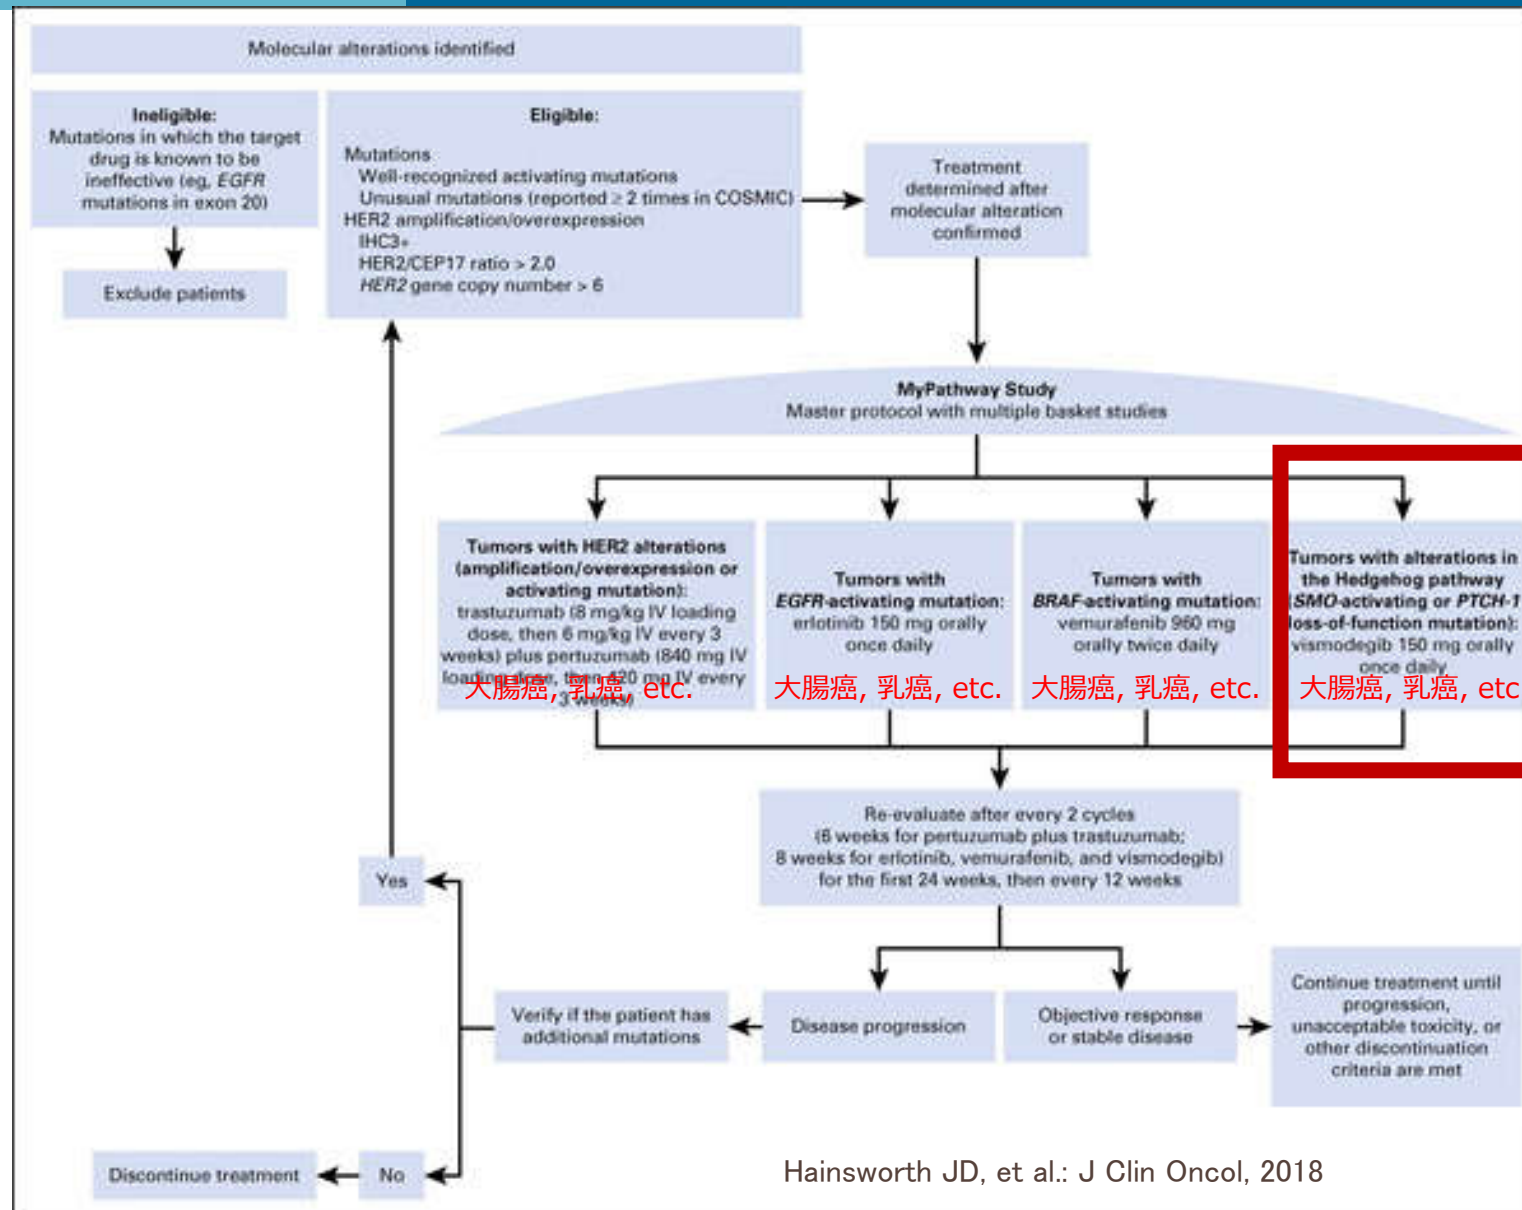 Molecular alterations identified
Ineligible:
Mutations in which the target
drug is known to be
ineffective (eg, EGFR
mutations in exon 20)
Exclude patients
Eligible:
Mutations
Well-recognized activating mutations
Unusual mutations (reported ≥ 2 times in COSMIC)
HER2 amplification/overexpression
IHC3+
HER2/CEP17 ratio > 2.0
HER2 gene copy number > 6
Treatment
determined after
molecular alteration
confirmed
MyPathway Study
Master protocol with multiple basket studies
Tumors with HER2 alterations
(amplification/overexpression or
activating mutation):
trastuzumab (8 mg/kg IV loading
dose, then 6 mg/kg IV every 3
weeks) plus pertuzumab (840 mg IV
loading dose, then 420 mg IV every
3 weeks)
大腸癌, 乳癌, etc.
Tumors with
EGFR-activating mutation:
erlotinib 150 mg orally
once daily
大腸癌, 乳癌, etc.
Tumors with
BRAF-activating mutation:
vemurafenib 960 mg
orally twice daily
大腸癌, 乳癌, etc.
Tumors with alterations in
the Hedgehog pathway
(SMO-activating or PTCH-1
loss-of-function mutation):
vismodegib 150 mg orally
once daily
大腸癌, 乳癌, etc
Re-evaluate after every 2 cycles
(6 weeks for pertuzumab plus trastuzumab;
8 weeks for erlotinib, vemurafenib, and vismodegib)
for the first 24 weeks, then every 12 weeks
Yes
Verify if the patient has
additional mutations
Disease progression
Objective response
or stable disease
Continue treatment until
progression,
unacceptable toxicity, or
other discontinuation
criteria are met
Discontinue treatment
No
Hainsworth JD, et al.: J Clin Oncol, 2018